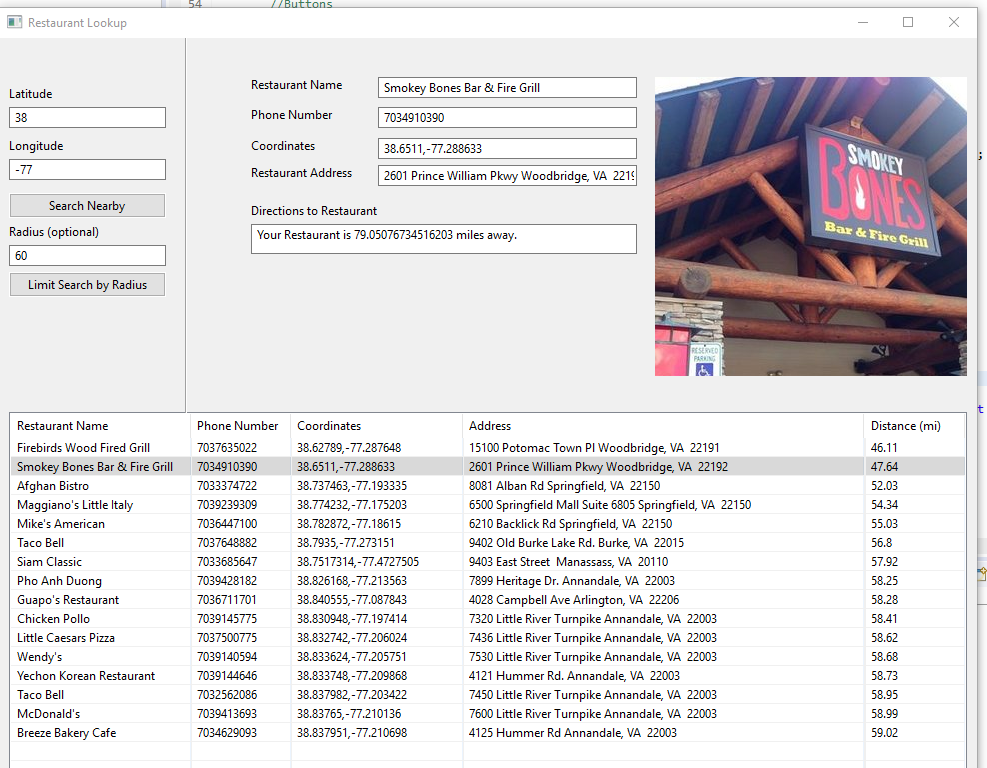 54 //Buttons
Restaurant Lookup
Latitude
38
Longitude
-77
Search Nearby
Radius (optional)
60
Limit Search by Radius
Restaurant Name Smokey Bones Bar & Fire Grill
Phone Number 7034910390
Coordinates 38.6511,-77.288633
Restaurant Address 2601 Prince William Pkwy Woodbridge, VA 2219
Directions to Restaurant
Your Restaurant is 79.05076734516203 miles away.
SMOKEY
BONES
Bar & Fire Grill
RESERVED
PARKING
;
t
Restaurant Name Phone Number Coordinates Address Distance (mi)
Firebirds Wood Fired Grill 7037635022 38.62789,-77.287648 15100 Potomac Town Pl Woodbridge, VA 22191 46.11
Smokey Bones Bar & Fire Grill 7034910390 38.6511,-77.288633 2601 Prince William Pkwy Woodbridge, VA 22192 47.64
Afghan Bistro 7033374722 38.737463,-77.193335 8081 Alban Rd Springfield, VA 22150 52.03
Maggiano's Little Italy 7039239309 38.774232,-77.175203 6500 Springfield Mall Suite 6805 Springfield, VA 22150 54.34
Mike's American 7036447100 38.782872,-77.18615 6210 Backlick Rd Springfield, VA 22150 55.03
Taco Bell 7037648882 38.7935,-77.273151 9402 Old Burke Lake Rd. Burke, VA 22015 56.8
Siam Classic 7033685647 38.7517314,-77.4727505 9403 East Street Manassass, VA 20110 57.92
Pho Anh Duong 7039428182 38.826168,-77.213563 7899 Heritage Dr. Annandale, VA 22003 58.25
Guapo's Restaurant 7036711701 38.840555,-77.087843 4028 Campbell Ave Arlington, VA 22206 58.28
Chicken Pollo 7039145775 38.830948,-77.197414 7320 Little River Turnpike Annandale, VA 22003 58.41
Little Caesars Pizza 7037500775 38.832742,-77.206024 7436 Little River Turnpike Annandale, VA 22003 58.62
Wendy's 7039140594 38.833624,-77.205751 7530 Little River Turnpike Annandale, VA 22003 58.68
Yechon Korean Restaurant 7039144646 38.833748,-77.209868 4121 Hummer Rd. Annandale, VA 22003 58.73
Taco Bell 7032562086 38.837982,-77.203422 7450 Little River Turnpike Annandale, VA 22003 58.95
McDonald's 7039413693 38.83765,-77.210136 7600 Little River Turnpike Annandale, VA 22003 58.99
Breeze Bakery Cafe 7034629093 38.837951,-77.210698 4125 Hummer Rd Annandale, VA 22003 59.02